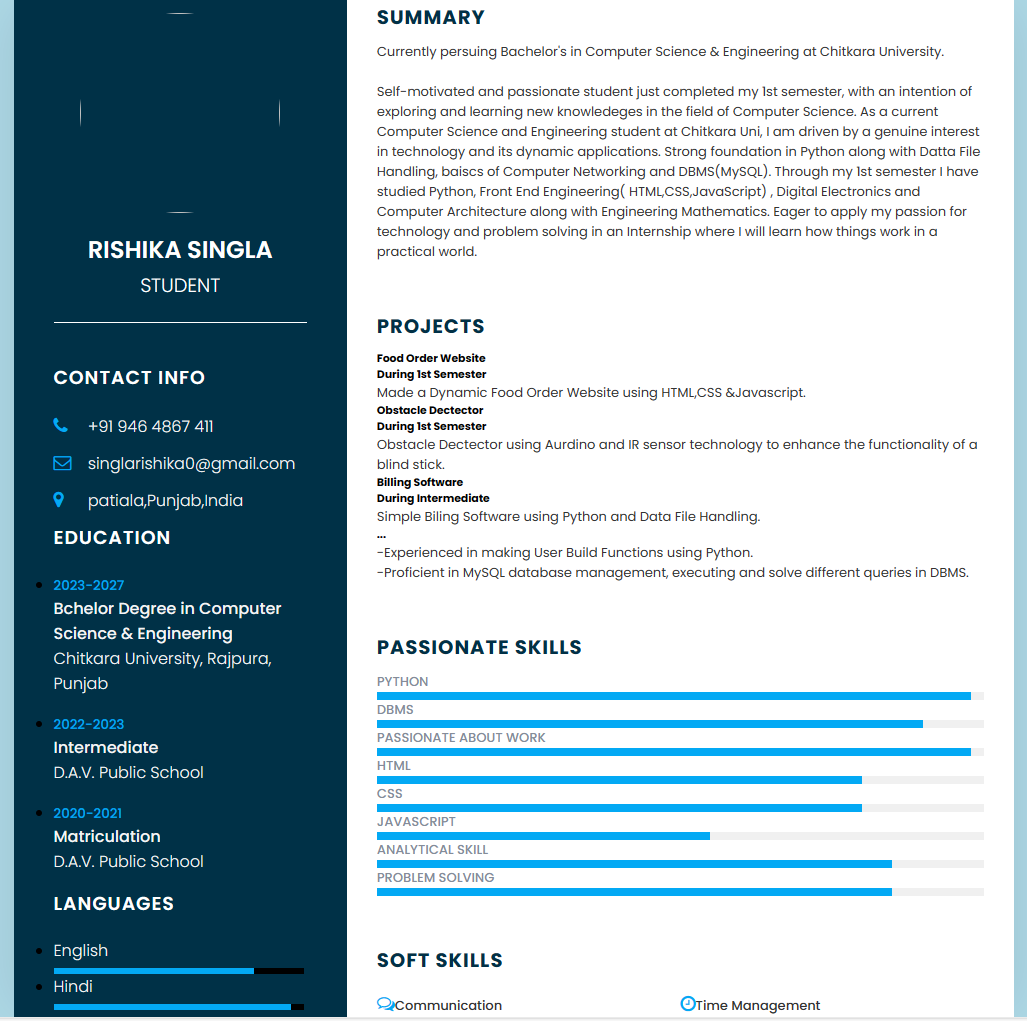 RISHIKA SINGLA
STUDENT
CONTACT INFO
+91 946 4867 411
singlarishika0@gmail.com
patiala,Punjab,India
EDUCATION
2023-2027
Bchelor Degree in Computer
Science & Engineering
Chitkara University, Rajpura,
Punjab
2022-2023
Intermediate
D.A.V. Public School
2020-2021
Matriculation
D.A.V. Public School
LANGUAGES
English
Hindi
SUMMARY
Currently persuing Bachelor's in Computer Science & Engineering at Chitkara University.
Self-motivated and passionate student just completed my 1st semester, with an intention of
exploring and learning new knowledeges in the field of Computer Science. As a current
Computer Science and Engineering student at Chitkara Uni, I am driven by a genuine interest
in technology and its dynamic applications. Strong foundation in Python along with Datta File
Handling, baiscs of Computer Networking and DBMS(MySQL). Through my 1st semester I have
studied Python, Front End Engineering( HTML,CSS,JavaScript) , Digital Electronics and
Computer Architecture along with Engineering Mathematics. Eager to apply my passion for
technology and problem solving in an Internship where I will learn how things work in a
practical world.
PROJECTS
Food Order Website
During 1st Semester
Made a Dynamic Food Order Website using HTML,CSS &Javascript.
Obstacle Dectector
During 1st Semester
Obstacle Dectector using Aurdino and IR sensor technology to enhance the functionality of a
blind stick.
Billing Software
During Intermediate
Simple Biling Software using Python and Data File Handling.
...
-Experienced in making User Build Functions using Python.
-Proficient in MySQL database management, executing and solve different queries in DBMS.
PASSIONATE SKILLS
PYTHON
DBMS
PASSIONATE ABOUT WORK
HTML
CSS
JAVASCRIPT
ANALYTICAL SKILL
PROBLEM SOLVING
SOFT SKILLS
Communication
Time Management